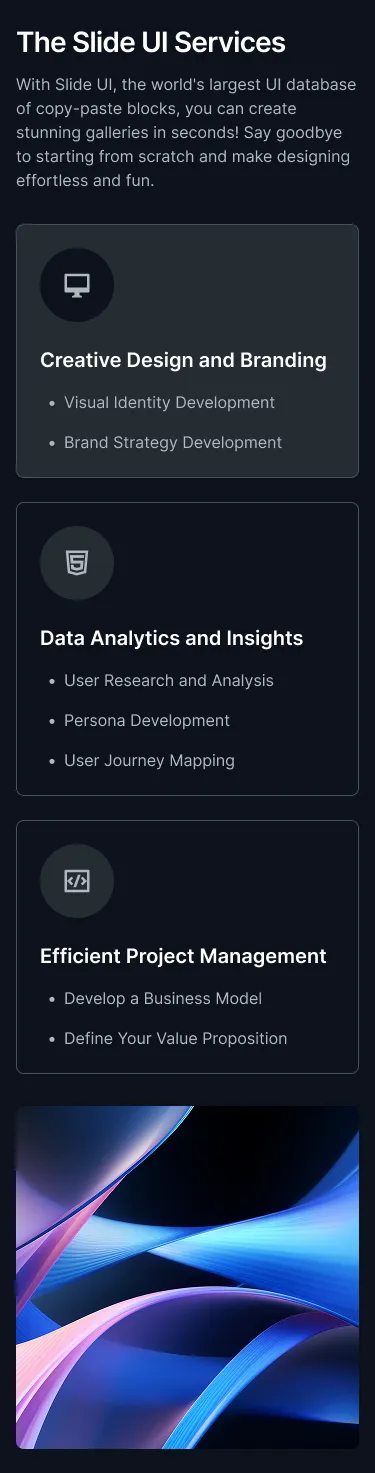 The Slide UI Services
With Slide UI, the world's largest UI database
of copy-paste blocks, you can create
stunning galleries in seconds! Say goodbye
to starting from scratch and make designing
effortless and fun.
Creative Design and Branding
• Visual Identity Development
• Brand Strategy Development
Data Analytics and Insights
• User Research and Analysis
• Persona Development
• User Journey Mapping
Efficient Project Management
• Develop a Business Model
• Define Your Value Proposition